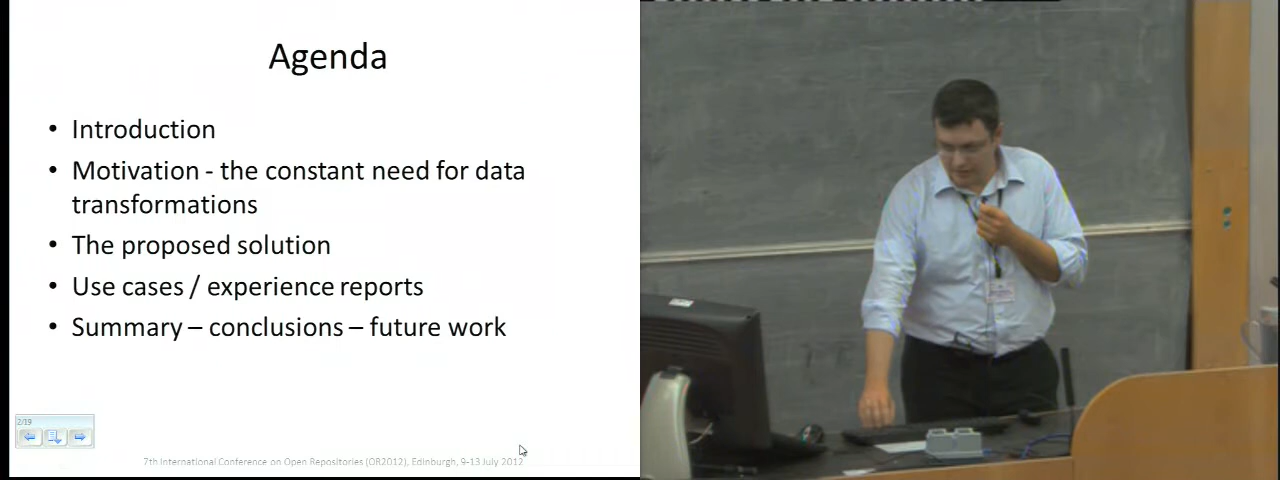 Agenda
• Introduction
• Motivation - the constant need for data
transformations
• The proposed solution
• Use cases / experience reports
• Summary – conclusions – future work
2/19
7th International Conference on Open Repositories (OR2012), Edinburgh, 9-13 July 2012